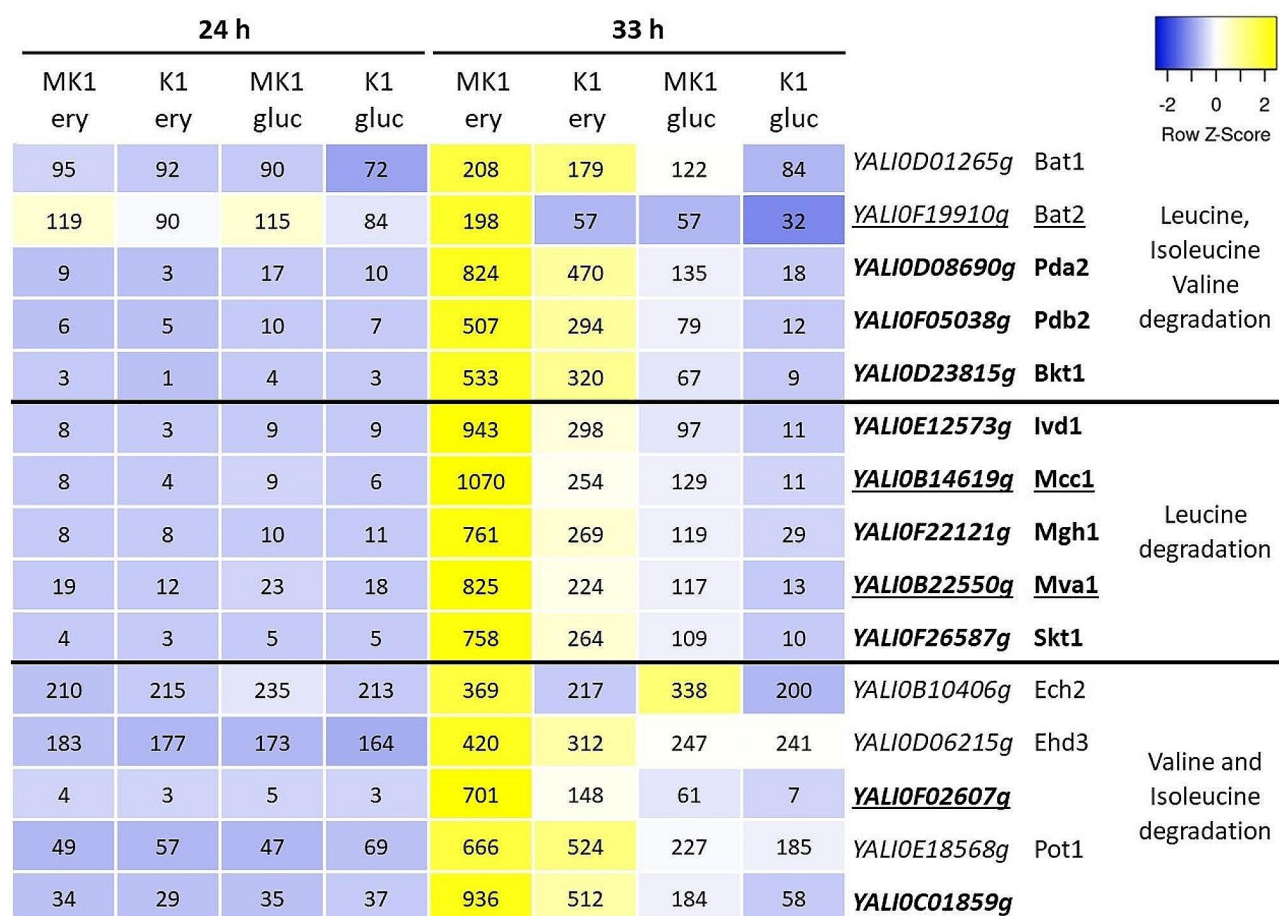 24 h 33 h
MK1 K1 MK1 K1 MK1 K1 MK1 K1
ery ery gluc gluc ery ery gluc gluc
-2 0 2
Row Z-Score
95 92 90 72 208 179 122 84 YALI0D01265g Bat1
119 90 115 84 198 57 57 32 YALI0F19910g Bat2
9 3 17 10 824 470 135 18 YALI0D08690g Pda2
6 5 10 7 507 294 79 12 YALI0F05038g Pdb2
3 1 4 3 533 320 67 9 YALI0D23815g Bkt1
Leucine,
Isoleucine
Valine
degradation
8 3 9 9 943 298 97 11 YALI0E12573g Ivd1
8 4 9 6 1070 254 129 11 YALI0B14619g Mcc1
8 8 10 11 761 269 119 29 YALI0F22121g Mgh1
19 12 23 18 825 224 117 13 YALI0B22550g Mva1
4 3 5 5 758 264 109 10 YALI0F26587g Skt1
Leucine
degradation
210 215 235 213 369 217 338 200 YALI0B10406g Ech2
183 177 173 164 420 312 247 241 YALI0D06215g Ehd3
4 3 5 3 701 148 61 7 YALI0F02607g
49 57 47 69 666 524 227 185 YALI0E18568g Pot1
34 29 35 37 936 512 184 58 YALI0C01859g
Valine and
Isoleucine
degradation